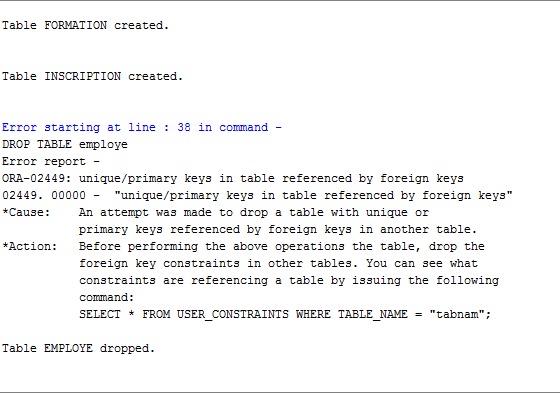 Table FORMATION created.
Table INSCRIPTION created.
Error starting at line : 38 in command -
DROP TABLE employe
Error report -
ORA-02449: unique/primary keys in table referenced by foreign keys
02449. 00000 -  "unique/primary keys in table referenced by foreign keys"
*Cause:    An attempt was made to drop a table with unique or
primary keys referenced by foreign keys in another table.
*Action:   Before performing the above operations the table, drop the
foreign key constraints in other tables. You can see what
constraints are referencing a table by issuing the following
command:
SELECT * FROM USER_CONSTRAINTS WHERE TABLE_NAME = "tabnam";
Table EMPLOYE dropped.